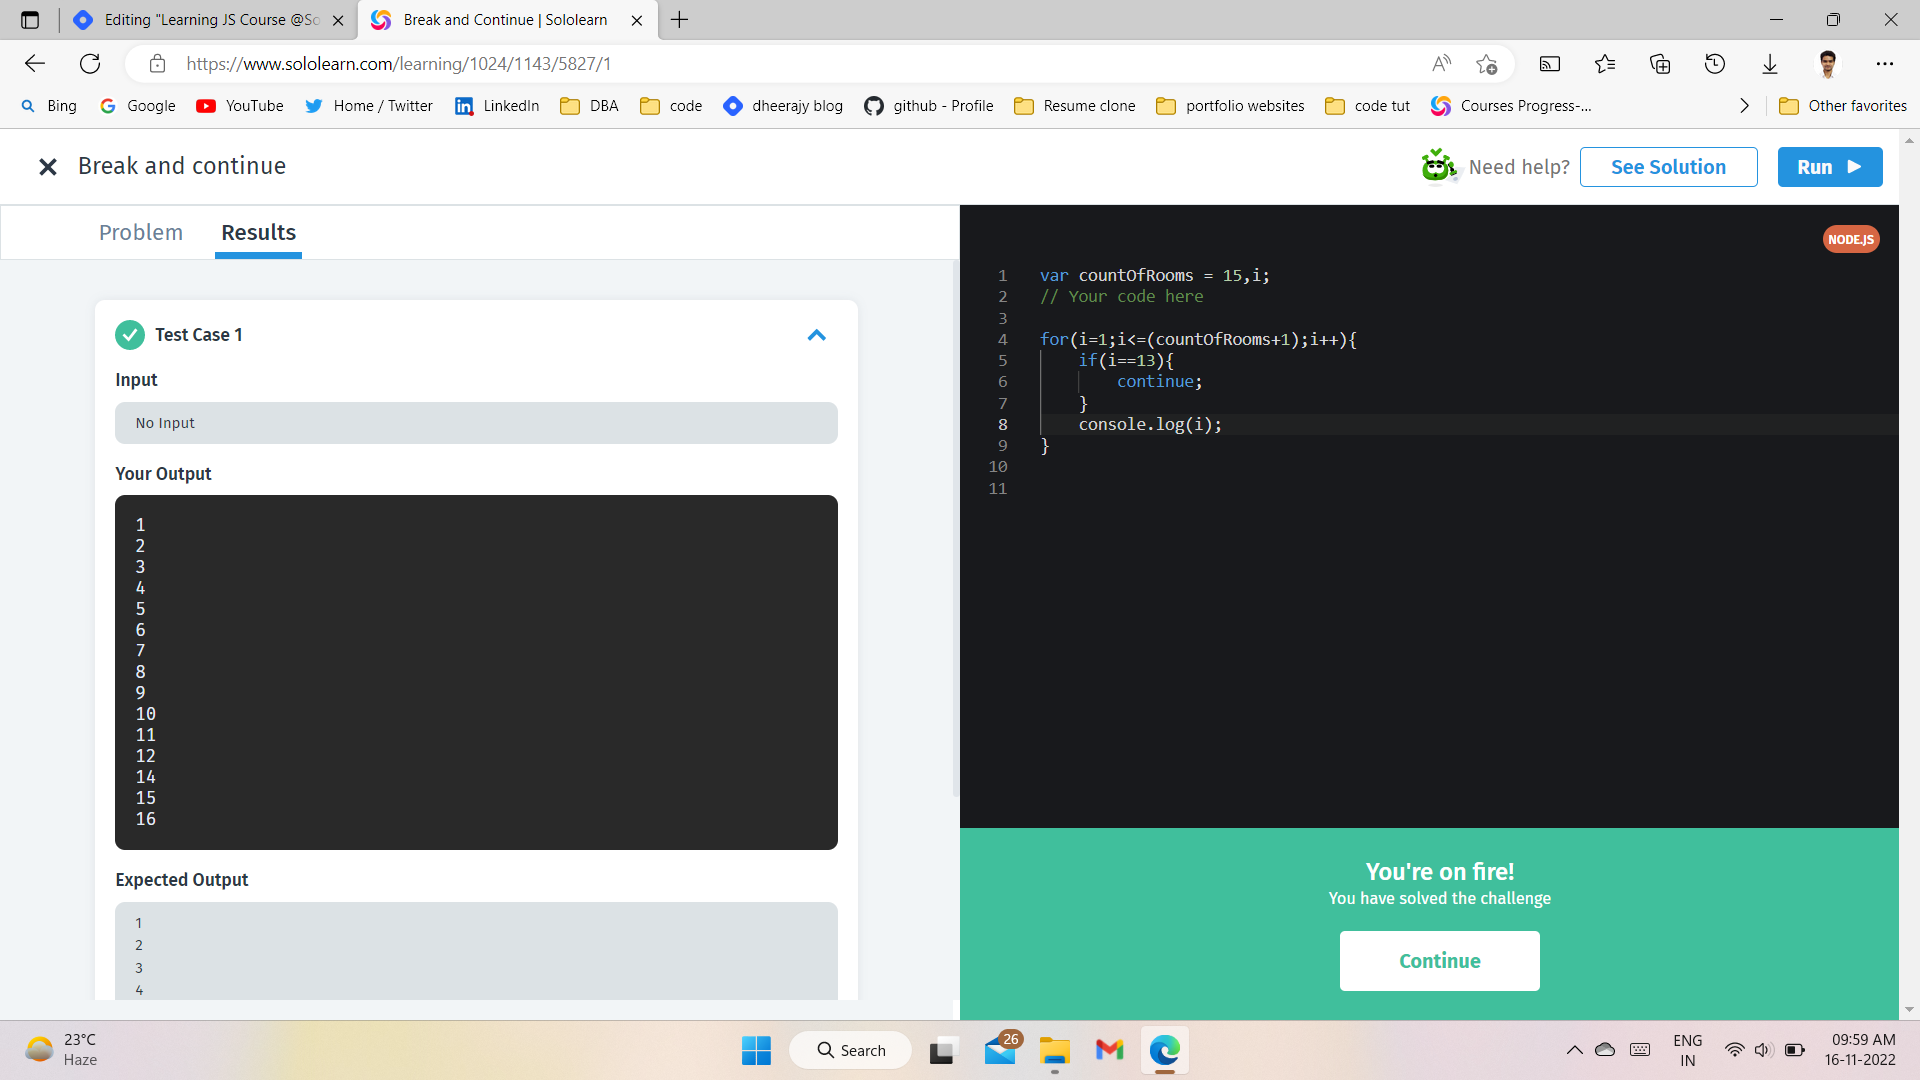 Editing "Learning JS Course @So
Break and Continue | Sololearn
https://www.sololearn.com/learning/1024/1143/5827/1
Bing
Google
YouTube
Home / Twitter
LinkedIn
DBA
code
dheerajy blog
github - Profile
Resume clone
portfolio websites
code tut
Courses Progress-...
Other favorites
Break and continue
Need help?
See Solution
Run
Problem
Results
Test Case 1
Input
No Input
Your Output
1
2
3
4
5
6
7
8
9
10
11
12
14
15
16
Expected Output
1
2
3
4
NODE.JS
1 var countOfRooms = 15,i;
2 // Your code here
3
4 for(i=1;i<=(countOfRooms+1);i++){
5 if(i==13){
6 continue;
7 }
8 console.log(i);
9 }
10
11
You're on fire!
You have solved the challenge
Continue
23°C
Haze
Search
26
ENG
IN
09:59 AM
16-11-2022